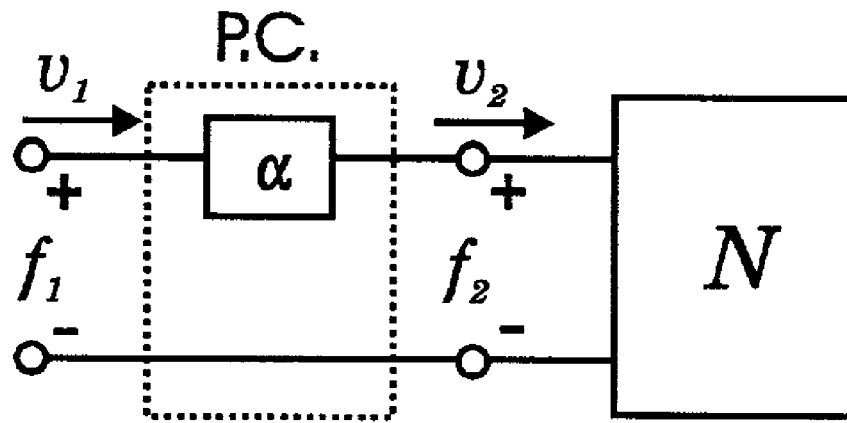 P.C.
v₁
v₂
α
+
+
N
f₁
f₂
-
-